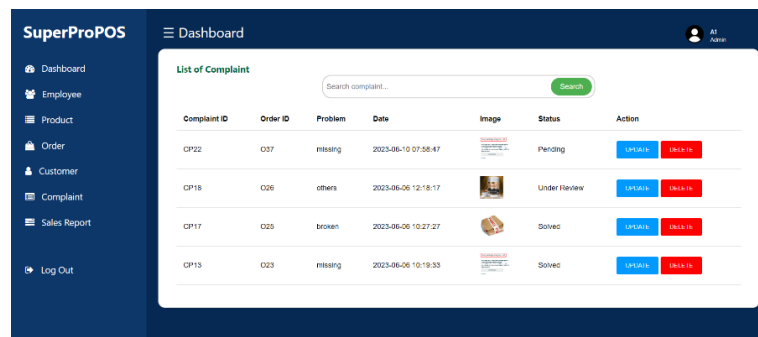 SuperProPOS
☰ Dashboard
A1
Admin
Dashboard
Employee
Product
Order
Customer
Complaint
Sales Report
Log Out
List of Complaint
Search complaint... Search
Complaint ID Order ID Problem Date Image Status Action
CP22 O37 missing 2023-06-10 07:58:47 Pending UPDATE DELETE
CP18 O26 others 2023-06-06 12:18:17 Under Review UPDATE DELETE
CP17 O25 broken 2023-06-06 10:27:27 Solved UPDATE DELETE
CP13 O23 missing 2023-06-06 10:19:33 Solved UPDATE DELETE